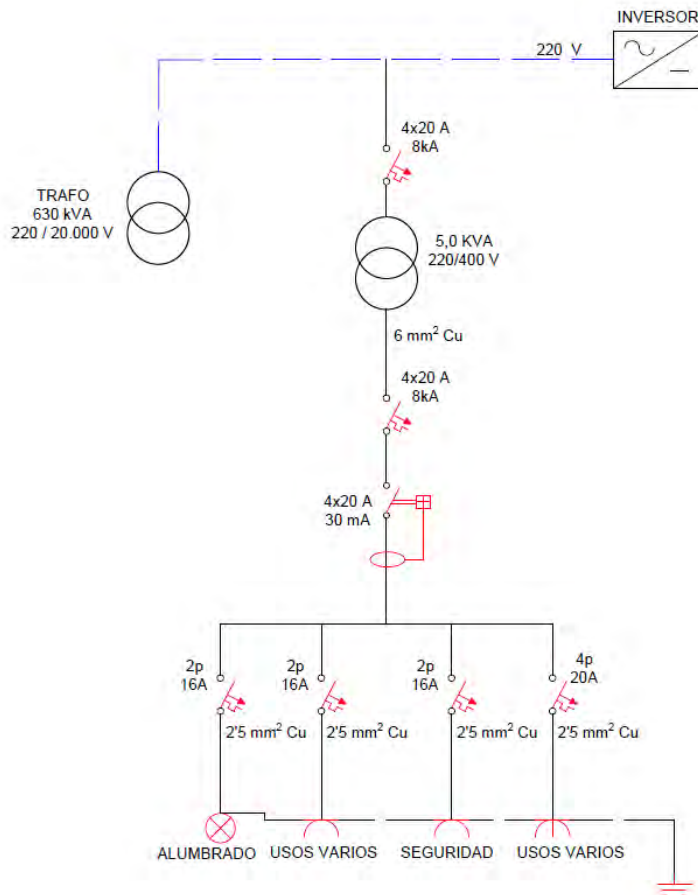 INVERSOR
220 V
4x20 A
8kA
TRAFO
630 kVA
220 / 20.000 V
5,0 KVA
220/400 V
6 mm² Cu
4x20 A
8kA
4x20 A
30 mA
2p
16A
2p
16A
2p
16A
4p
20A
2'5 mm² Cu
2'5 mm² Cu
2'5 mm² Cu
2'5 mm² Cu
ALUMBRADO
USOS VARIOS
SEGURIDAD
USOS VARIOS